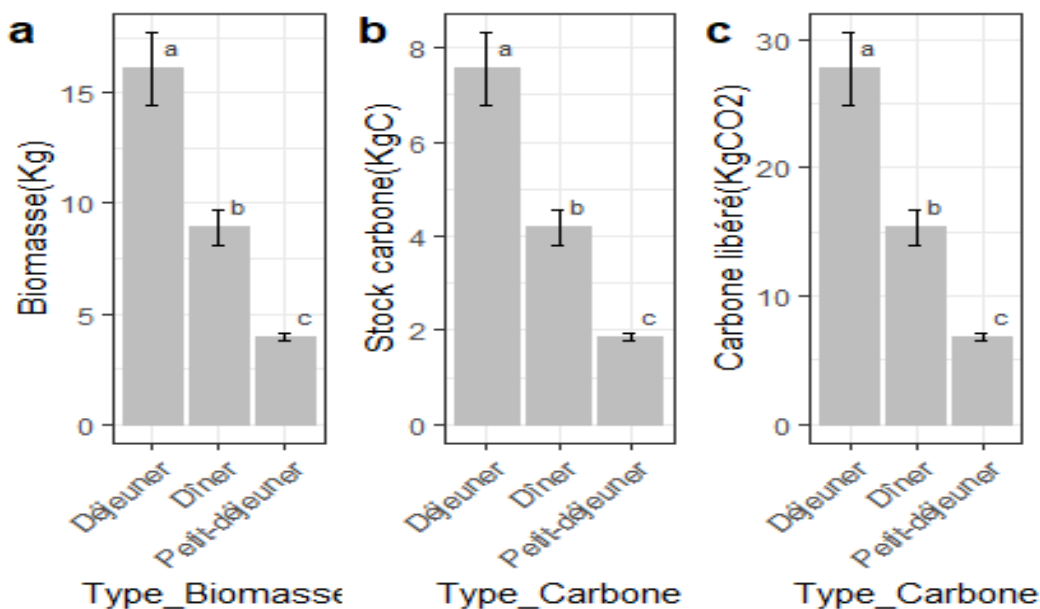 a
Biomasse(Kg)
15
10
5
0
a
b
c
Déjeuner
Dîner
Petit-déjeuner
Type_Biomasse
b
Stock carbone(KgC)
8
6
4
2
0
a
b
c
Déjeuner
Dîner
Petit-déjeuner
Type_Carbone
c
Carbone libéré(KgCO2)
30
20
10
0
a
b
c
Déjeuner
Dîner
Petit-déjeuner
Type_Carbone